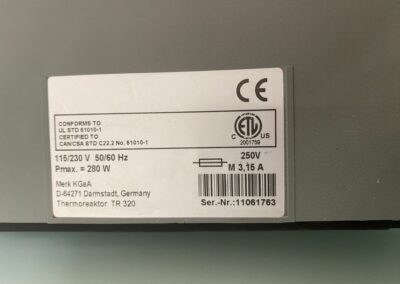 CE
CONFORMS TO
UL STD 61010-1
CERTIFIED TO
CAN/CSA STD C22.2 No. 61010-1
C ETL US
2001759
115/230 V 50/60 Hz
Pmax. = 280 W
250V
M 3,15 A
Merk KGaA
D-64271 Darmstadt, Germany
Thermoreaktor TR 320
Ser.-Nr.:11061763